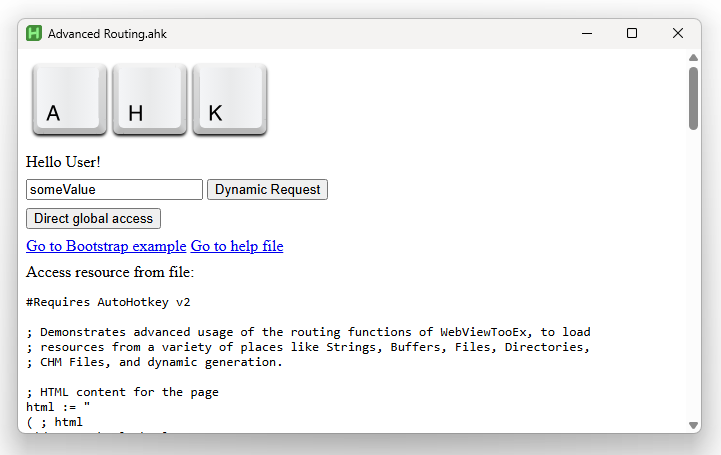 Advanced Routing.ahk
A H K
Hello User!
someValue Dynamic Request
Direct global access
Go to Bootstrap example Go to help file
Access resource from file:
#Requires AutoHotkey v2
; Demonstrates advanced usage of the routing functions of WebViewTooEx, to load
; resources from a variety of places like Strings, Buffers, Files, Directories,
; CHM Files, and dynamic generation.
; HTML content for the page
html := "
( ; html